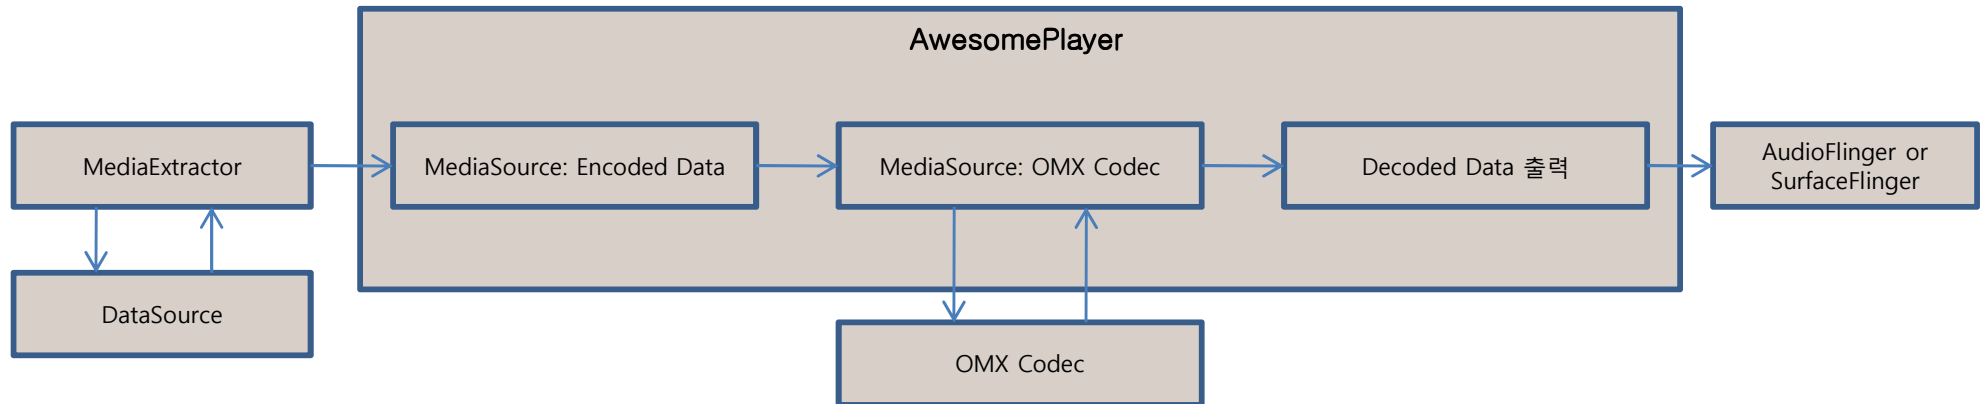 AwesomePlayer
MediaExtractor
MediaSource: Encoded Data
MediaSource: OMX Codec
Decoded Data 출력
AudioFlinger or
SurfaceFlinger
DataSource
OMX Codec